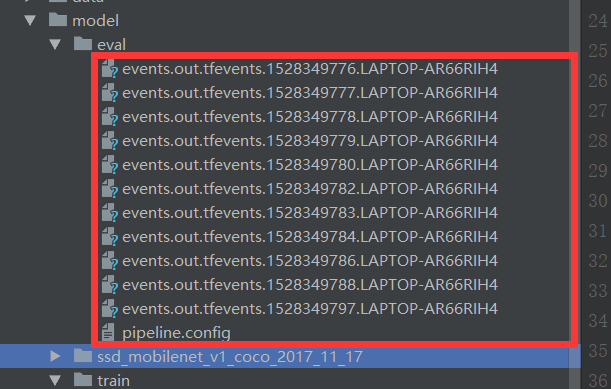 24
model
25
eval
events.out.tfevents.1528349776.LAPTOP-AR66RIH4
26
events.out.tfevents.1528349777.LAPTOP-AR66RIH4
events.out.tfevents.1528349778.LAPTOP-AR66RIH4
27
events.out.tfevents.1528349779.LAPTOP-AR66RIH4
28
events.out.tfevents.1528349780.LAPTOP-AR66RIH4
29
events.out.tfevents.1528349782.LAPTOP-AR66RIH4
30
events.out.tfevents.1528349783.LAPTOP-AR66RIH4
31
events.out.tfevents.1528349784.LAPTOP-AR66RIH4
32
events.out.tfevents.1528349786.LAPTOP-AR66RIH4
events.out.tfevents.1528349788.LAPTOP-AR66RIH4
33
events.out.tfevents.1528349797.LAPTOP-AR66RIH4
34
pipeline.config
35
ssd_mobilenet_v1_coco_2017_11_17
train
36